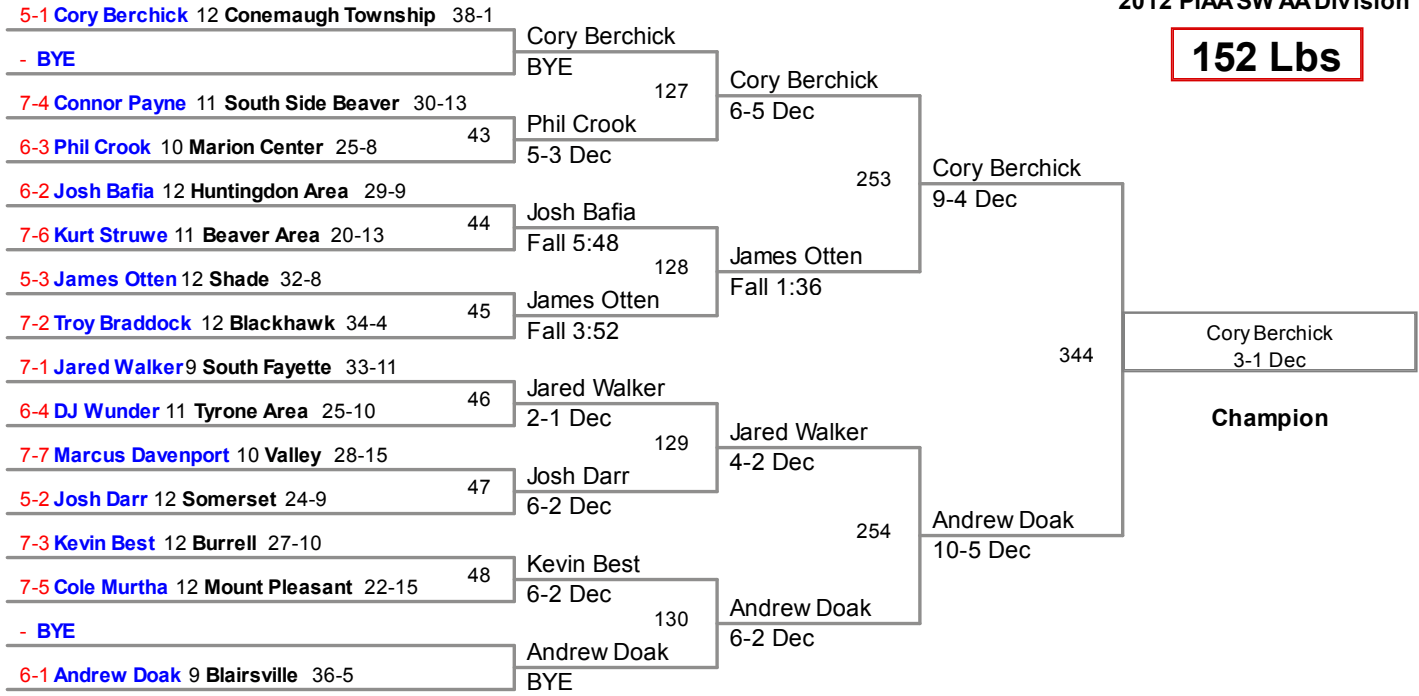 2012 PIAA SW AA Division
152 Lbs
5-1 Cory Berchick 12 Conemaugh Township 38-1
- BYE
7-4 Connor Payne 11 South Side Beaver 30-13
6-3 Phil Crook 10 Marion Center 25-8
6-2 Josh Bafia 12 Huntingdon Area 29-9
7-6 Kurt Struwe 11 Beaver Area 20-13
5-3 James Otten 12 Shade 32-8
7-2 Troy Braddock 12 Blackhawk 34-4
7-1 Jared Walker 9 South Fayette 33-11
6-4 DJ Wunder 11 Tyrone Area 25-10
7-7 Marcus Davenport 10 Valley 28-15
5-2 Josh Darr 12 Somerset 24-9
7-3 Kevin Best 12 Burrell 27-10
7-5 Cole Murtha 12 Mount Pleasant 22-15
- BYE
6-1 Andrew Doak 9 Blairsville 36-5
43
44
45
46
47
48
Cory Berchick
BYE
Phil Crook
5-3 Dec
Josh Bafia
Fall 5:48
James Otten
Fall 3:52
Jared Walker
2-1 Dec
Josh Darr
6-2 Dec
Kevin Best
6-2 Dec
Andrew Doak
BYE
127
128
129
130
Cory Berchick
6-5 Dec
James Otten
Fall 1:36
Jared Walker
4-2 Dec
Andrew Doak
6-2 Dec
253
254
Cory Berchick
9-4 Dec
Andrew Doak
10-5 Dec
344
Cory Berchick
3-1 Dec
Champion